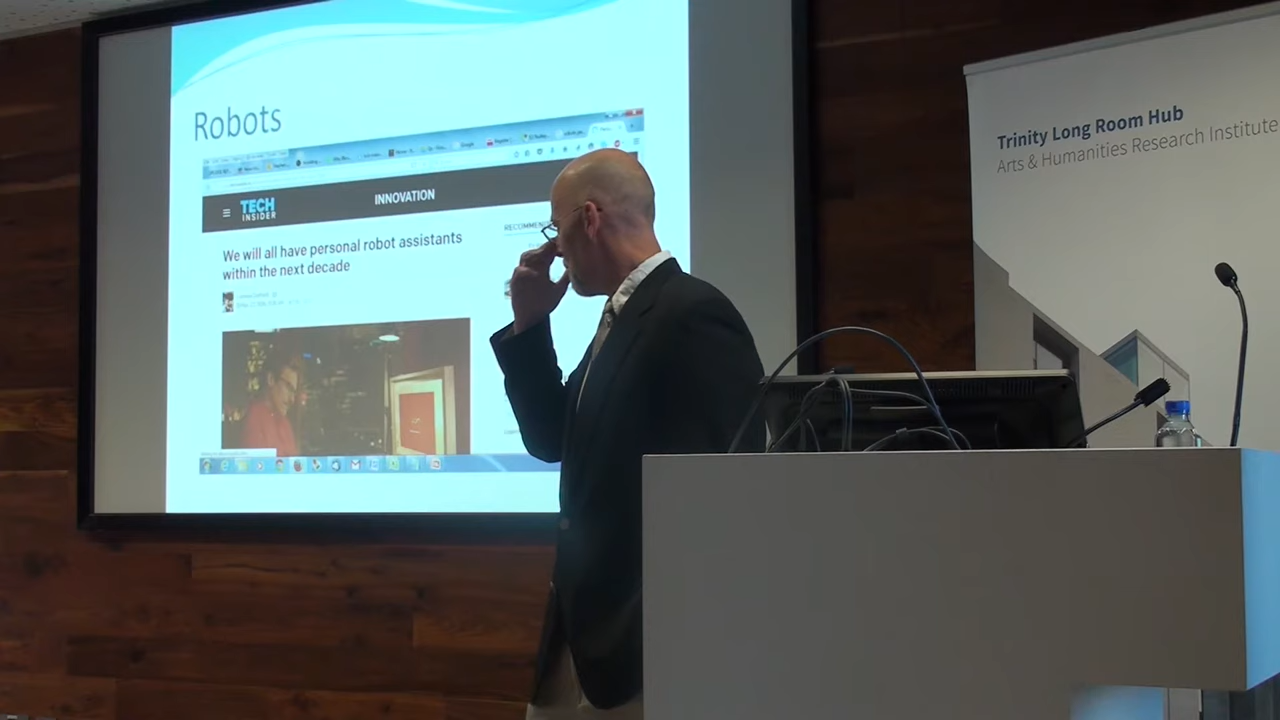 Robots
TECH
INSIDER
INNOVATION
We will all have personal robot assistants
within the next decade
Trinity Long Room Hub
Arts & Humanities Research Institute